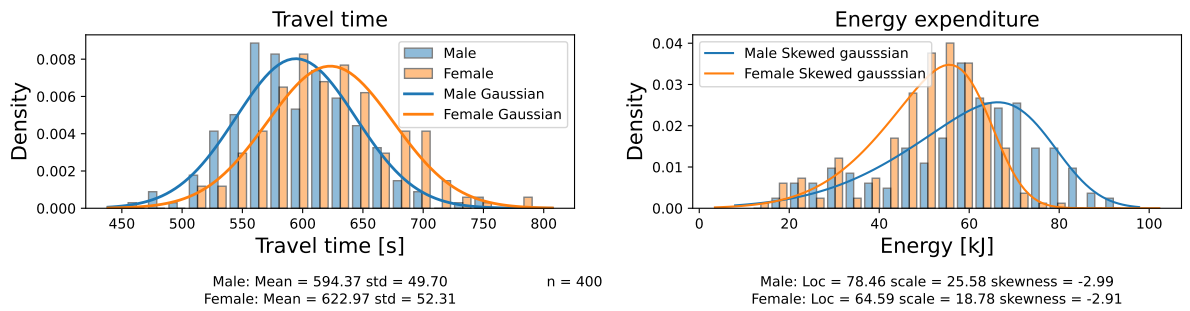 Travel time
Density
0.008
0.006
0.004
0.002
0.000
Male
Female
Male Gaussian
Female Gaussian
450 500 550 600 650 700 750 800
Travel time [s]
Male: Mean = 594.37 std = 49.70
Female: Mean = 622.97 std = 52.31
n = 400
Energy expenditure
Density
0.04
0.03
0.02
0.01
0.00
Male Skewed gausssian
Female Skewed gausssian
0 20 40 60 80 100
Energy [kJ]
Male: Loc = 78.46 scale = 25.58 skewness = -2.99
Female: Loc = 64.59 scale = 18.78 skewness = -2.91